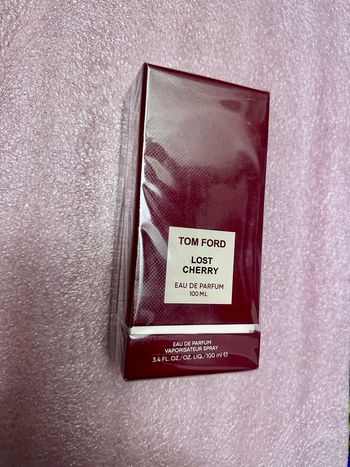 TOM FORD
LOST
CHERRY
EAU DE PARFUM
100 ML
EAU DE PARFUM
VAPORISATEUR SPRAY
3.4 FL.OZ./OZ. LIQ./100 ml ℮